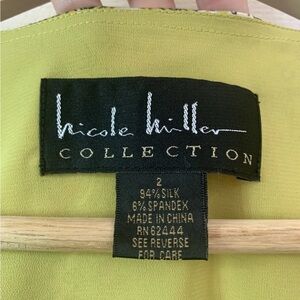 nicole miller
COLLECTION
2
94% SILK
6% SPANDEX
MADE IN CHINA
RN 62444
SEE REVERSE
FOR CARE